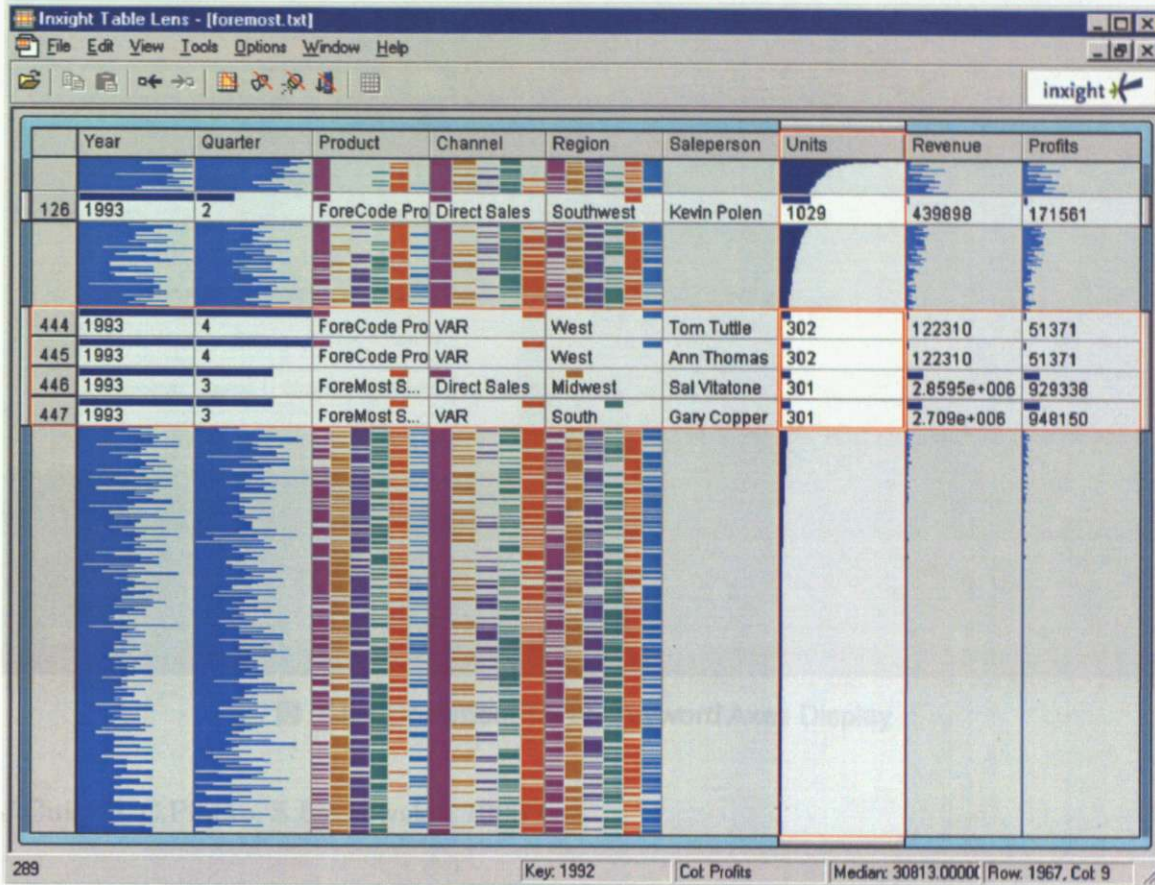 Inxight Table Lens - [foremost.txt]
File Edit View Tools Options Window Help
inxight
Year Quarter Product Channel Region Saleperson Units Revenue Profits
126 1993 2 ForeCode Pro Direct Sales Southwest Kevin Polen 1029 439898 171561
444 1993 4 ForeCode Pro VAR West Tom Tuttle 302 122310 51371
445 1993 4 ForeCode Pro VAR West Ann Thomas 302 122310 51371
446 1993 3 ForeMost S... Direct Sales Midwest Sal Vitatone 301 2.8595e+006 929338
447 1993 3 ForeMost S... VAR South Gary Copper 301 2.709e+006 948150
Axes Display
289 Key: 1992 Col: Profits Median: 30813.0000( Row: 1967, Col: 9